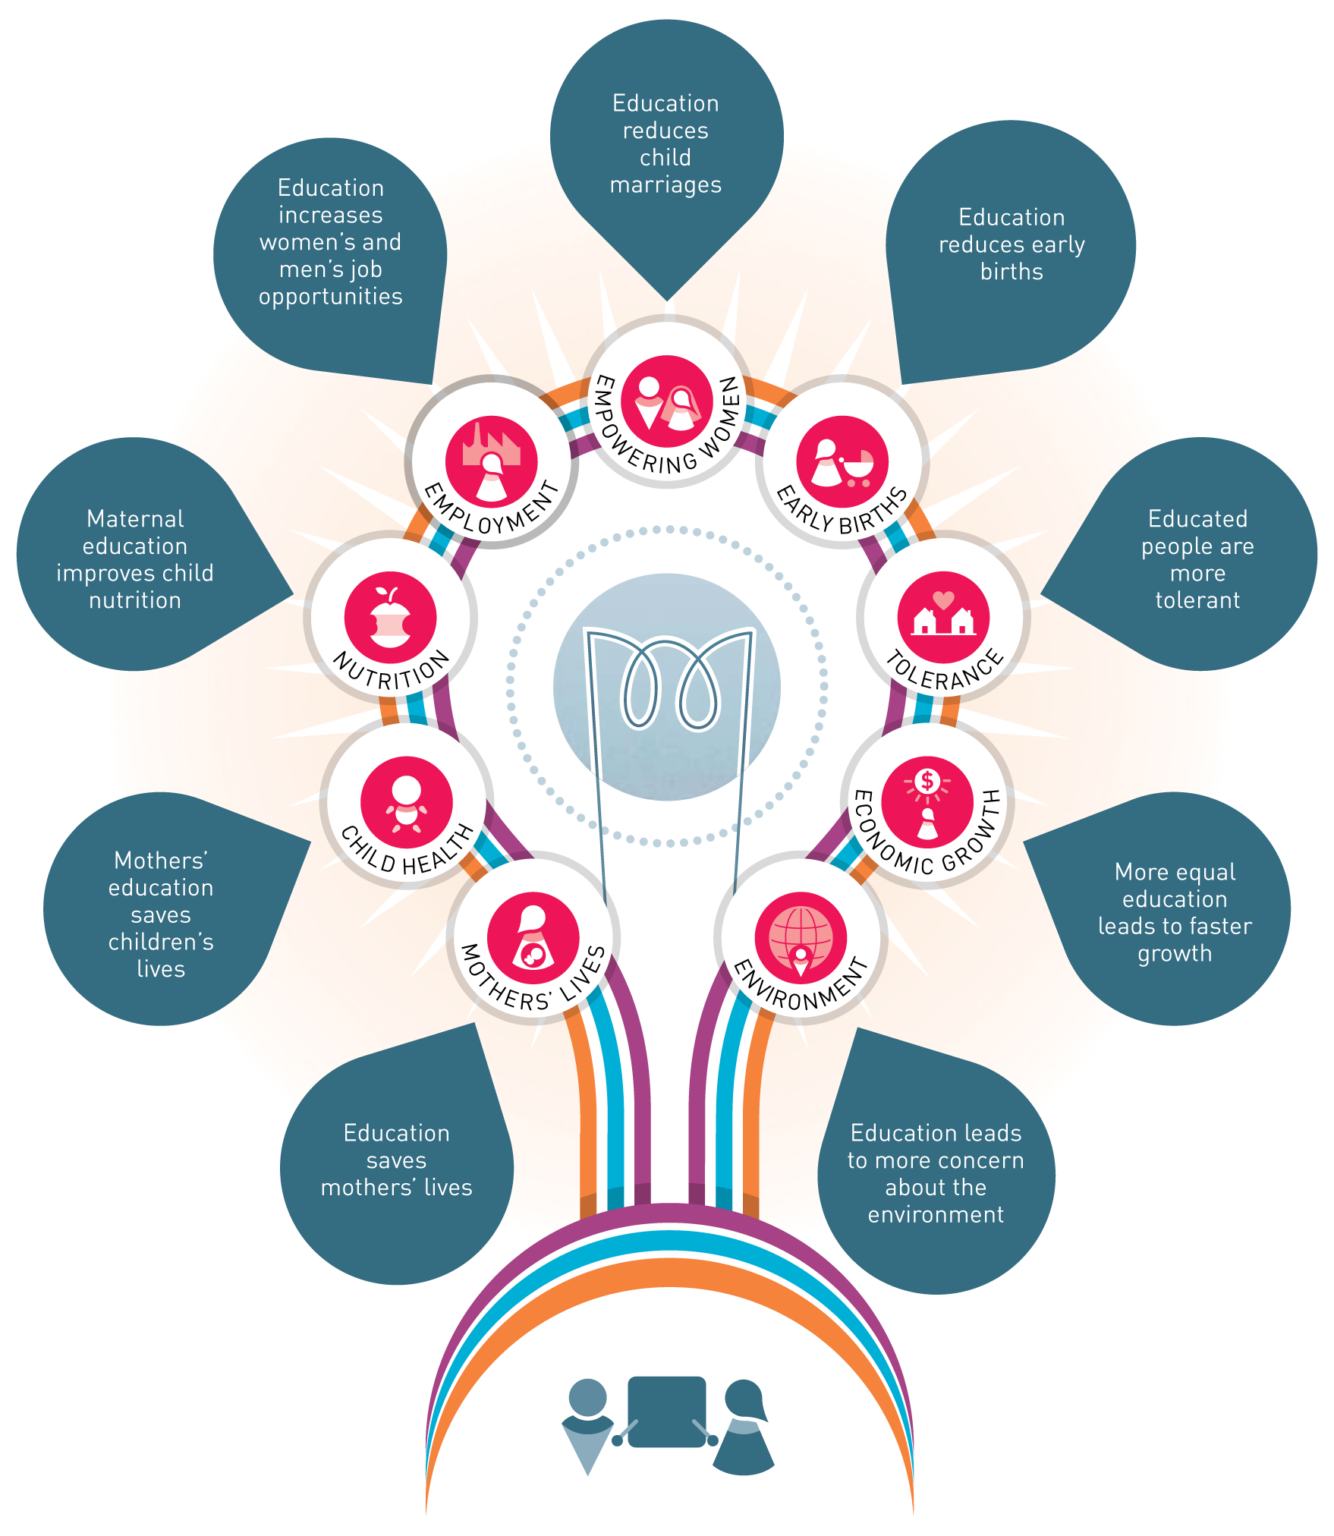 Education
reduces
child
marriages
Education
increases
women's and
men's job
opportunities
Education
reduces early
births
EMPOWERING WOMEN
EMPLOYMENT
EARLY BIRTHS
Maternal
education
improves child
nutrition
Educated
people are
more
tolerant
NUTRITION
TOLERANCE
$
CHILD HEALTH
ECONOMIC GROWTH
Mothers'
education
saves
children's
lives
More equal
education
leads to faster
growth
MOTHERS' LIVES
ENVIRONMENT
Education
saves
mothers' lives
Education leads
to more concern
about the
environment